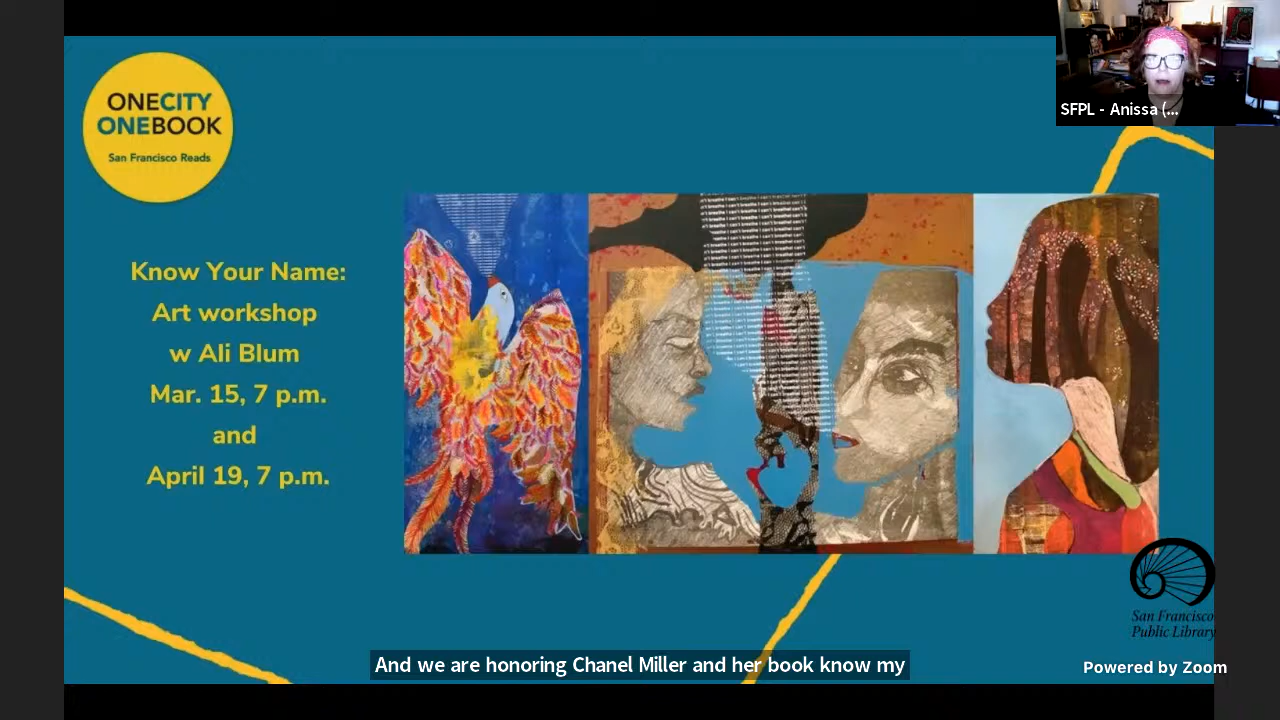 ONECITY
ONEBOOK
San Francisco Reads
SFPL - Anissa (...
Know Your Name:
Art workshop
w Ali Blum
Mar. 15, 7 p.m.
and
April 19, 7 p.m.
San Francisco
Public Library
And we are honoring Chanel Miller and her book know my
Powered by Zoom